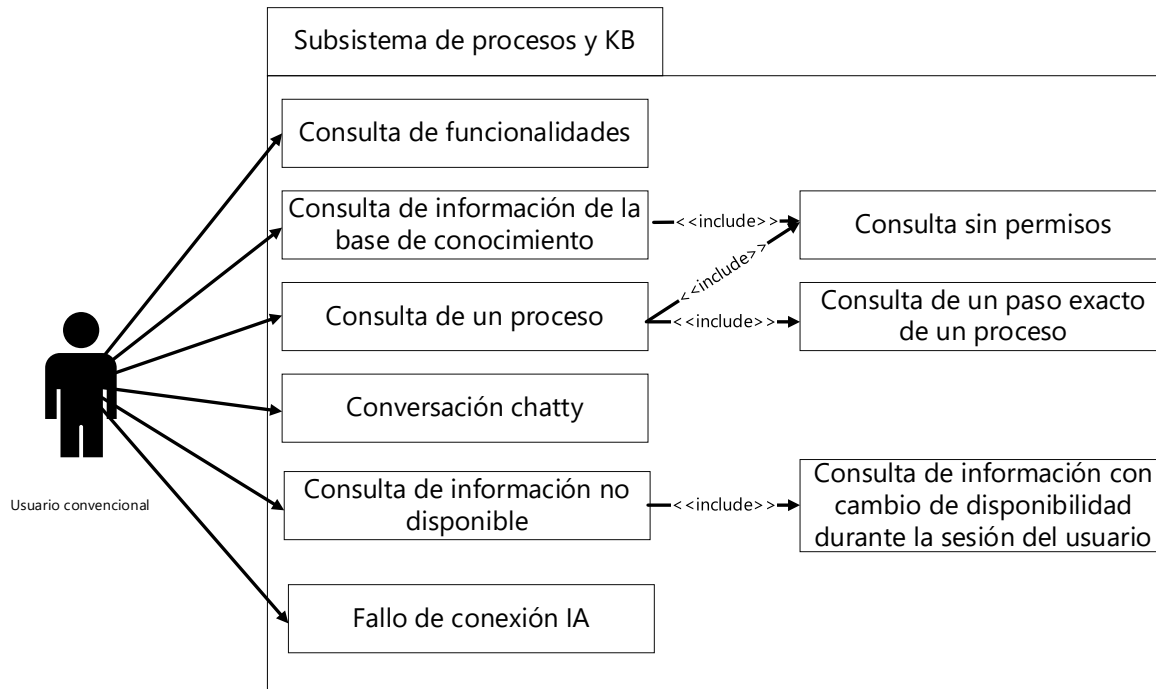 Subsistema de procesos y KB
Consulta de funcionalidades
Consulta de información de la
base de conocimiento
<<include>>
Consulta sin permisos
<<include>>
Consulta de un proceso
<<include>>
Consulta de un paso exacto
de un proceso
Conversación chatty
Usuario convencional
Consulta de información no
disponible
<<include>>
Consulta de información con
cambio de disponibilidad
durante la sesión del usuario
Fallo de conexión IA